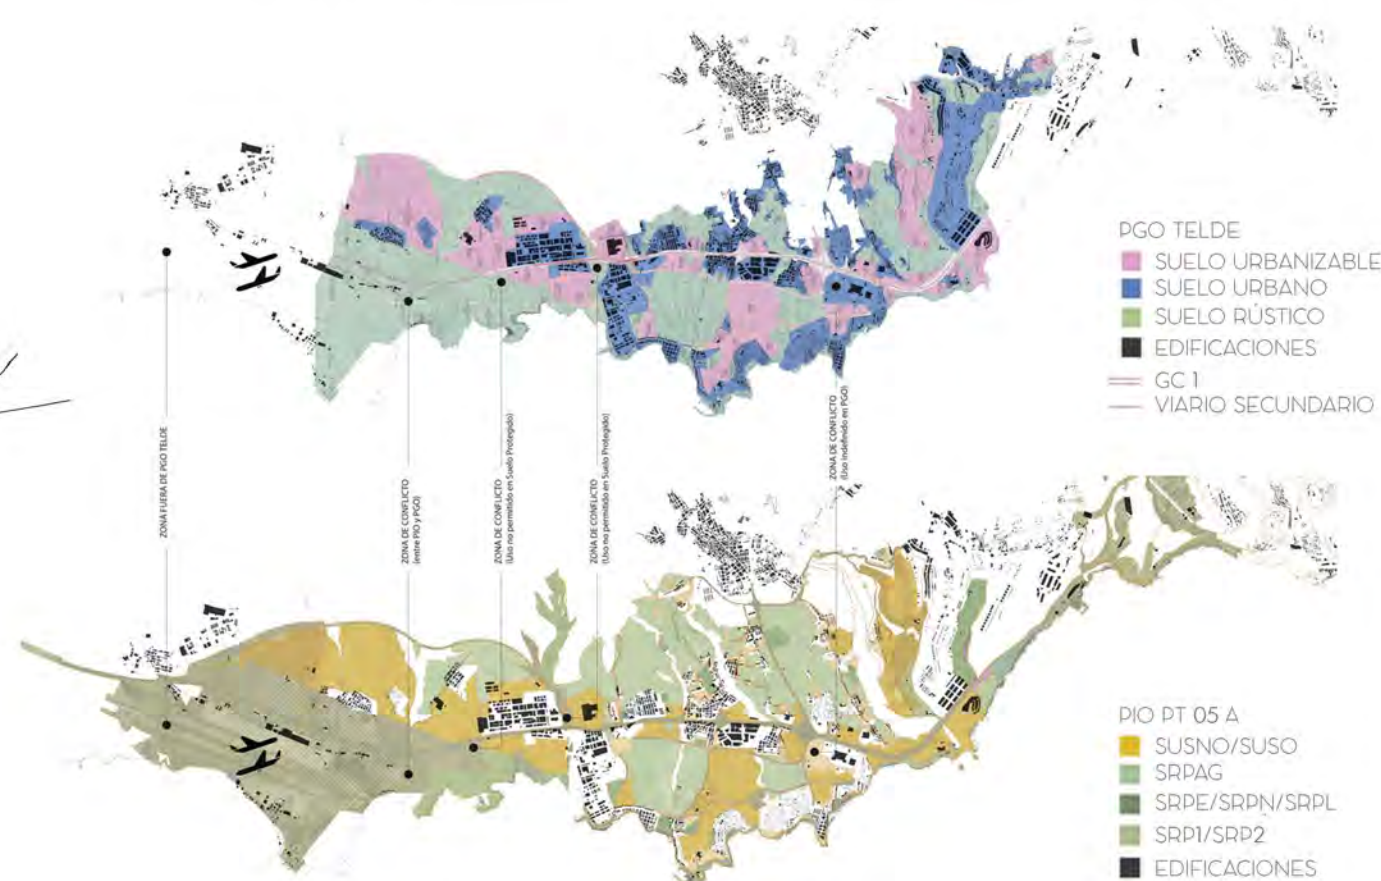 PGO TELDE
SUELO URBANIZABLE
SUELO URBANO
SUELO RÚSTICO
EDIFICACIONES
GC 1
VIARIO SECUNDARIO
ZONA FUERA DE PGO TELDE
ZONA DE CONFLICTO
(entre PIO y PGO)
ZONA DE CONFLICTO
(Uso no permitido en Suelo Protegido)
ZONA DE CONFLICTO
(Uso no permitido en Suelo Protegido)
ZONA DE CONFLICTO
(Uso indefinido en PGO)
PIO PT 05 A
SUSNO/SUSO
SRPAG
SRPE/SRPN/SRPL
SRP1/SRP2
EDIFICACIONES